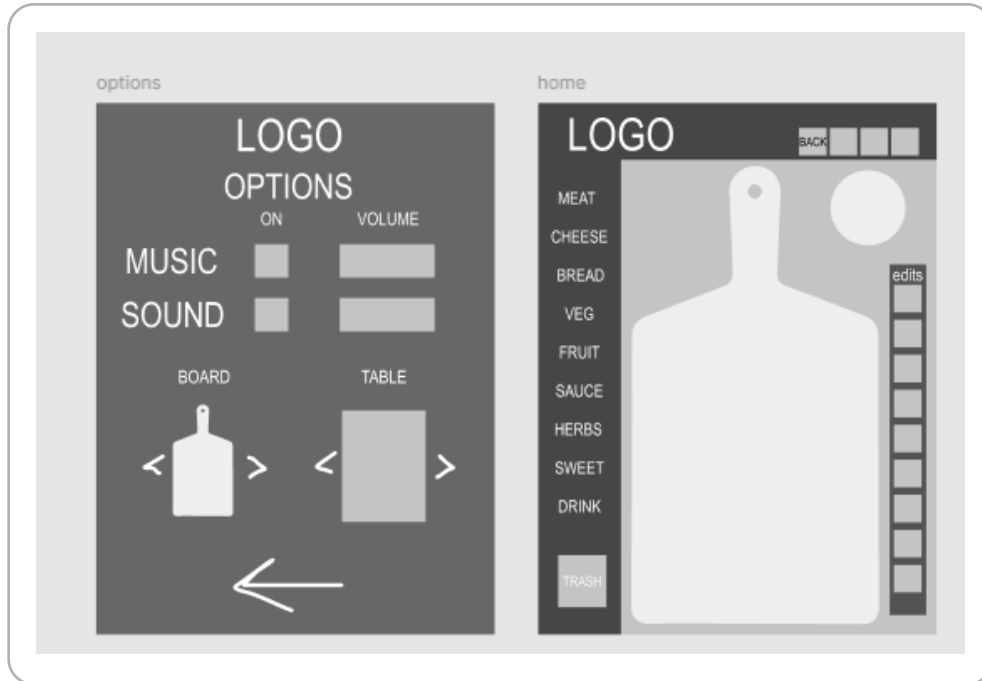 options
LOGO
OPTIONS
ON VOLUME
MUSIC
SOUND
BOARD TABLE
home
LOGO
BACK
MEAT
CHEESE
BREAD
VEG
FRUIT
SAUCE
HERBS
SWEET
DRINK
TRASH
edits